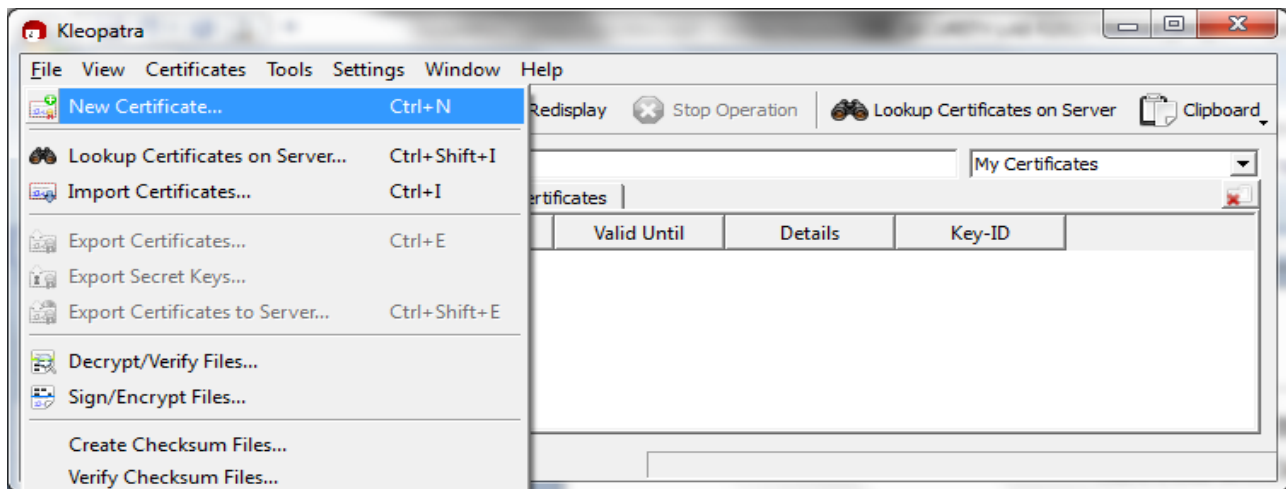 Kleopatra
File View Certificates Tools Settings Window Help
New Certificate... Ctrl+N
Redisplay Stop Operation Lookup Certificates on Server Clipboard
Lookup Certificates on Server... Ctrl+Shift+I
My Certificates
Import Certificates... Ctrl+I
ertificates
Valid Until Details Key-ID
Export Certificates... Ctrl+E
Export Secret Keys...
Export Certificates to Server... Ctrl+Shift+E
Decrypt/Verify Files...
Sign/Encrypt Files...
Create Checksum Files...
Verify Checksum Files...